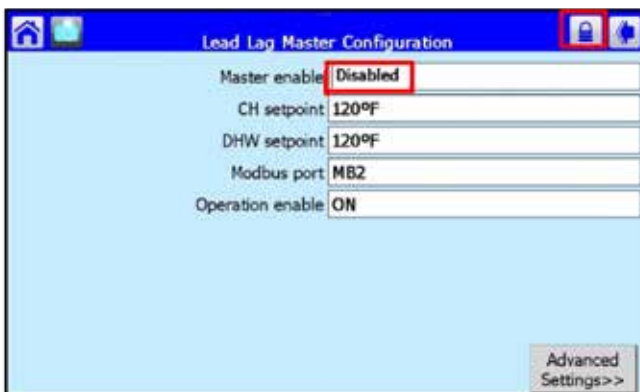 Lead Lag Master Configuration
Master enable Disabled
CH setpoint 120ºF
DHW setpoint 120ºF
Modbus port MB2
Operation enable ON
Advanced
Settings>>